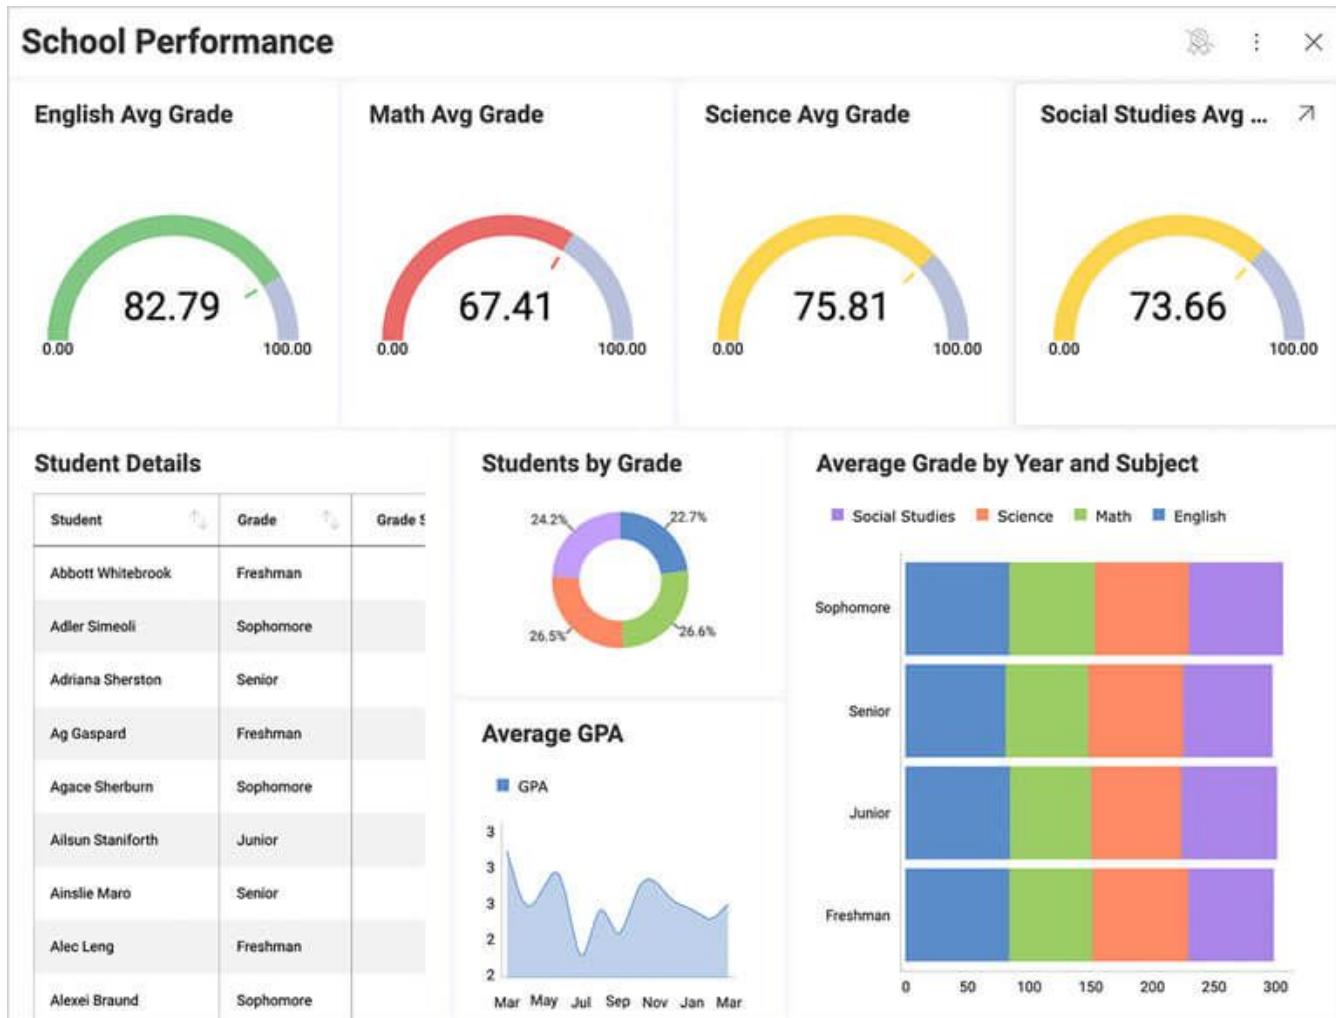 School Performance
English Avg Grade
82.79
0.00 100.00
Math Avg Grade
67.41
0.00 100.00
Science Avg Grade
75.81
0.00 100.00
Social Studies Avg ...
73.66
0.00 100.00
Student Details
Student Grade Grade S
Abbott Whitebrook Freshman
Adler Simeoli Sophomore
Adriana Sherston Senior
Ag Gaspard Freshman
Agace Sherburn Sophomore
Ailsun Staniforth Junior
Ainslie Maro Senior
Alec Leng Freshman
Alexei Braund Sophomore
Students by Grade
24.2% 22.7%
26.5% 26.6%
Average GPA
GPA
3
3
3
2
2
Mar May Jul Sep Nov Jan Mar
Average Grade by Year and Subject
Social Studies Science Math English
Sophomore
Senior
Junior
Freshman
0 50 100 150 200 250 300